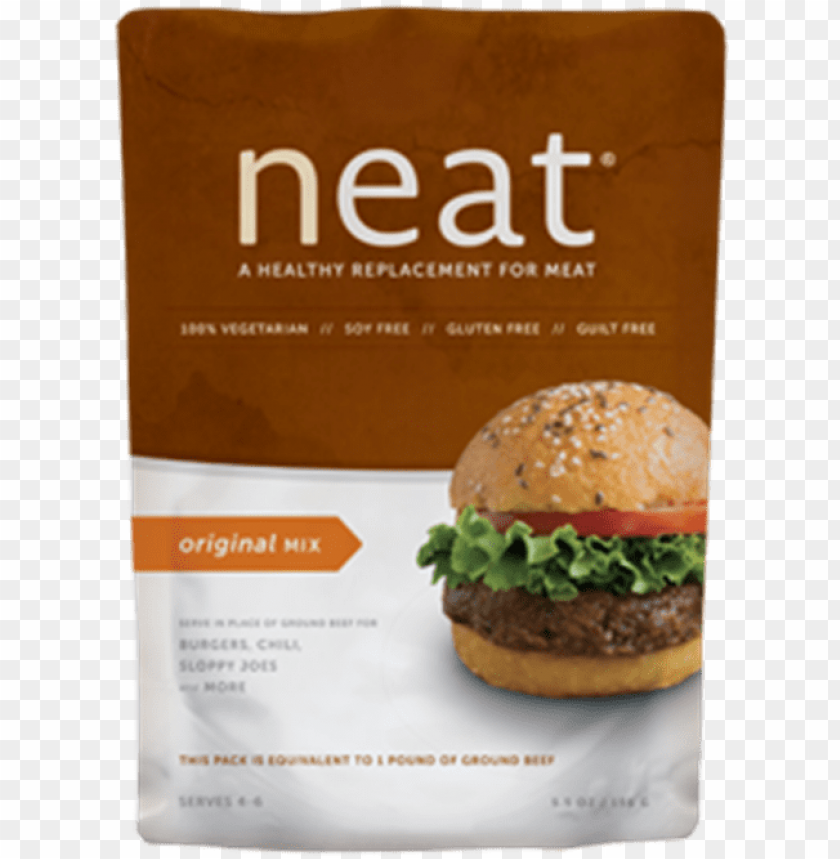 neat®
A HEALTHY REPLACEMENT FOR MEAT
100% VEGETARIAN // SOY FREE // GLUTEN FREE // GUILT FREE
original MIX
SERVE IN PLACE OF GROUND BEEF FOR
BURGERS, CHILI,
SLOPPY JOES
AND MORE
THIS PACK IS EQUIVALENT TO 1 POUND OF GROUND BEEF
SERVES 4-6
OZ / 156 G